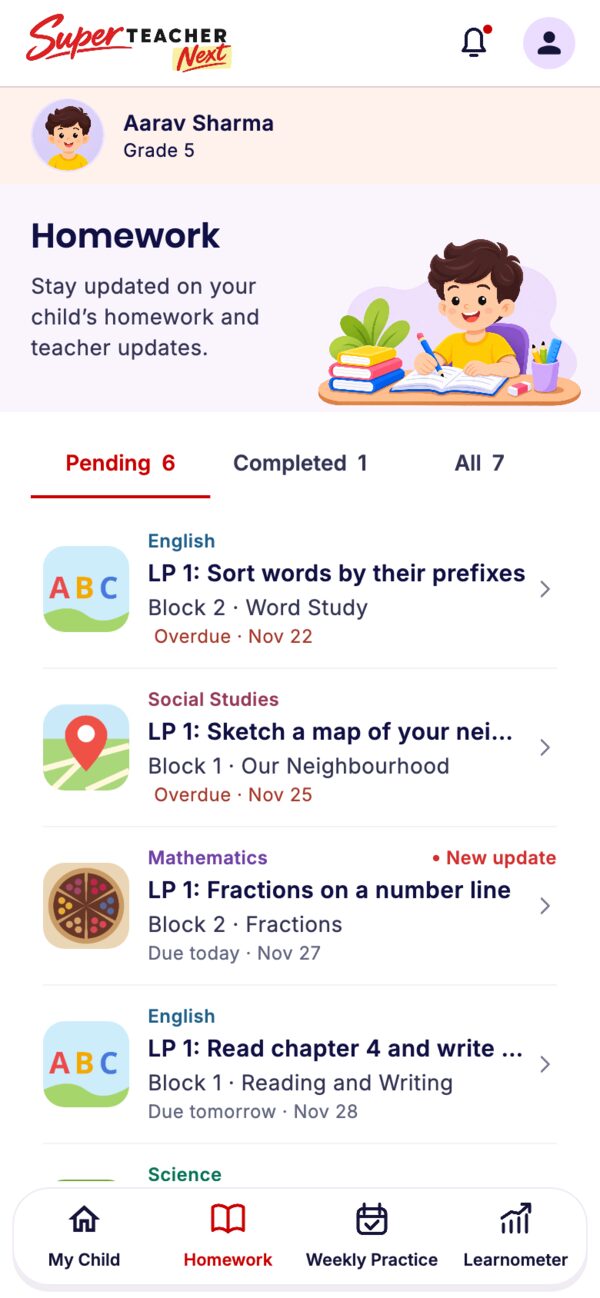 Super TEACHER
Next
Aarav Sharma
Grade 5
Homework
Stay updated on your
child’s homework and
teacher updates.
Pending 6
Completed 1
All 7
English
LP 1: Sort words by their prefixes
Block 2 · Word Study
Overdue · Nov 22
Social Studies
LP 1: Sketch a map of your nei...
Block 1 · Our Neighbourhood
Overdue · Nov 25
Mathematics
• New update
LP 1: Fractions on a number line
Block 2 · Fractions
Due today · Nov 27
English
LP 1: Read chapter 4 and write ...
Block 1 · Reading and Writing
Due tomorrow · Nov 28
Science
My Child
Homework
Weekly Practice
Learnometer
A B C
A B C